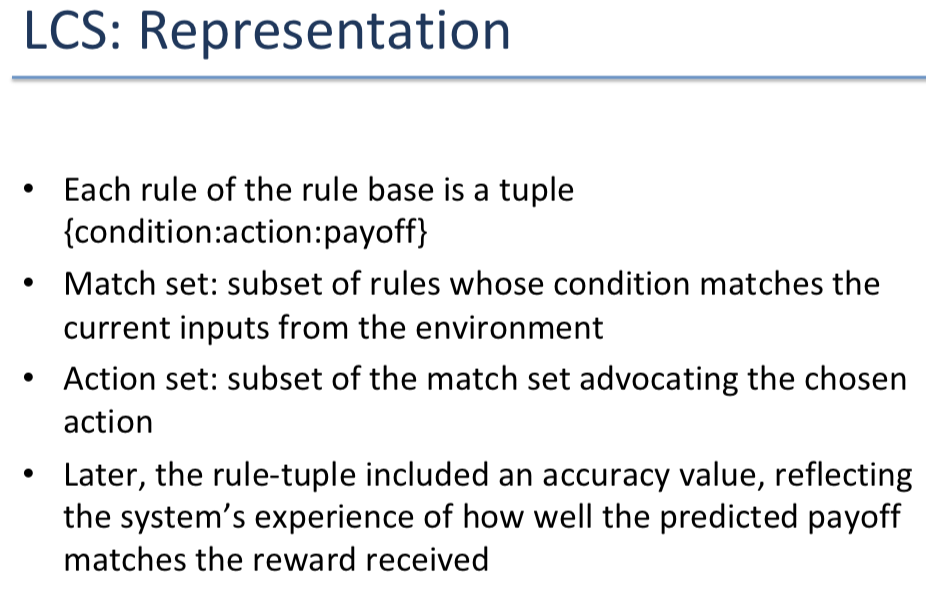 LCS: Representation
• Each rule of the rule base is a tuple
{condition:action:payoff}
• Match set: subset of rules whose condition matches the
current inputs from the environment
• Action set: subset of the match set advocating the chosen
action
• Later, the rule-tuple included an accuracy value, reflecting
the system’s experience of how well the predicted payoff
matches the reward received